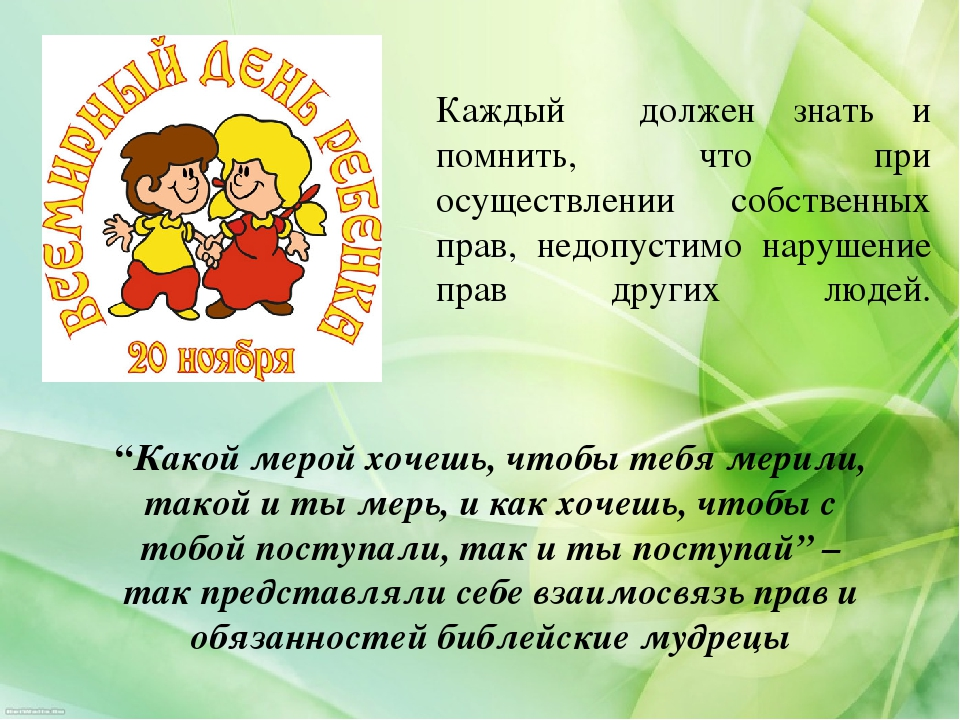 ВСЕМИРНЫЙ ДЕНЬ РЕБЕНКА
20 ноября
Каждый должен знать и
помнить, что при
осуществлении собственных
прав, недопустимо нарушение
прав других людей.
“Какой мерой хочешь, чтобы тебя мерили,
такой и ты мерь, и как хочешь, чтобы с
тобой поступали, так и ты поступай” –
так представляли себе взаимосвязь прав и
обязанностей библейские мудрецы